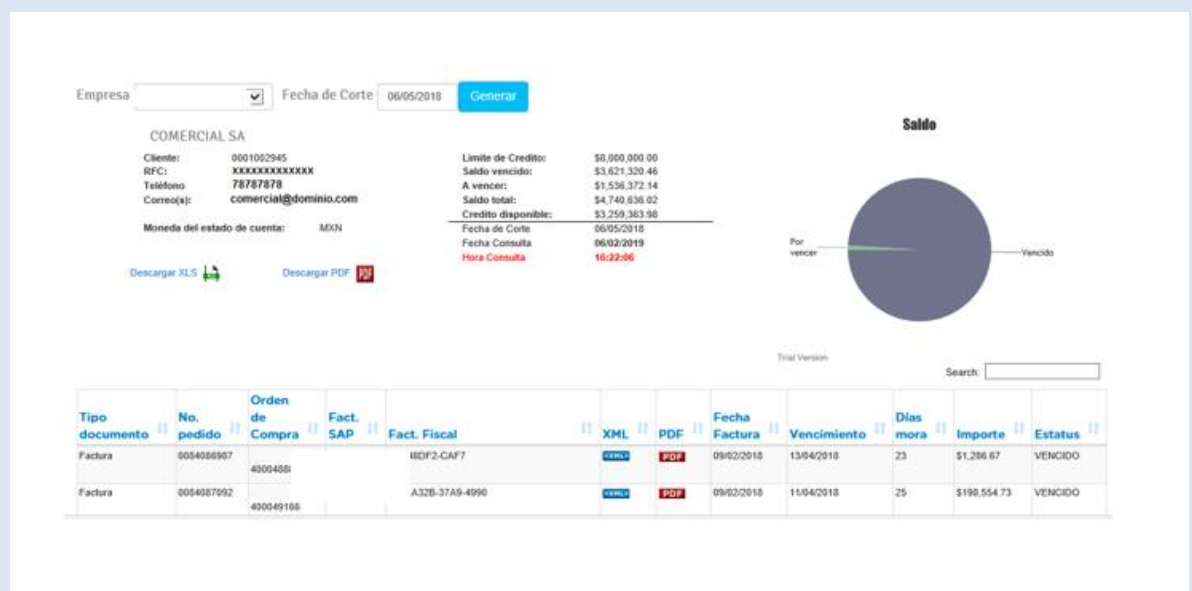 Empresa Fecha de Corte 06/05/2018 Generar
COMERCIAL SA
Cliente: 0001002945
RFC: XXXXXXXXXXXXX
Teléfono 78787878
Correo(s): comercial@dominio.com
Moneda del estado de cuenta: MXN
Descargar XLS Descargar PDF PDF
Limite de Credito: $8,000,000.00
Saldo vencido: $3,621,320.46
A vencer: $1,536,372.14
Saldo total: $4,740,636.02
Credito disponible: $3,259,363.98
Fecha de Corte 06/05/2018
Fecha Consulta 06/02/2019
Hora Consulta 16:22:06
Saldo
Por
vencer
Vencido
Trial Version
Search:
Tipo documento No. pedido Orden de Compra Fact. SAP Fact. Fiscal XML PDF Fecha Factura Vencimiento Días mora Importe Estatus
Factura 0084086987 4000488 8DF2-CAF7 <XML> PDF 09/02/2018 13/04/2018 23 $1,286.67 VENCIDO
Factura 0084087092 400049166 A32B-37A9-4990 <XML> PDF 09/02/2018 11/04/2018 25 $198,554.73 VENCIDO